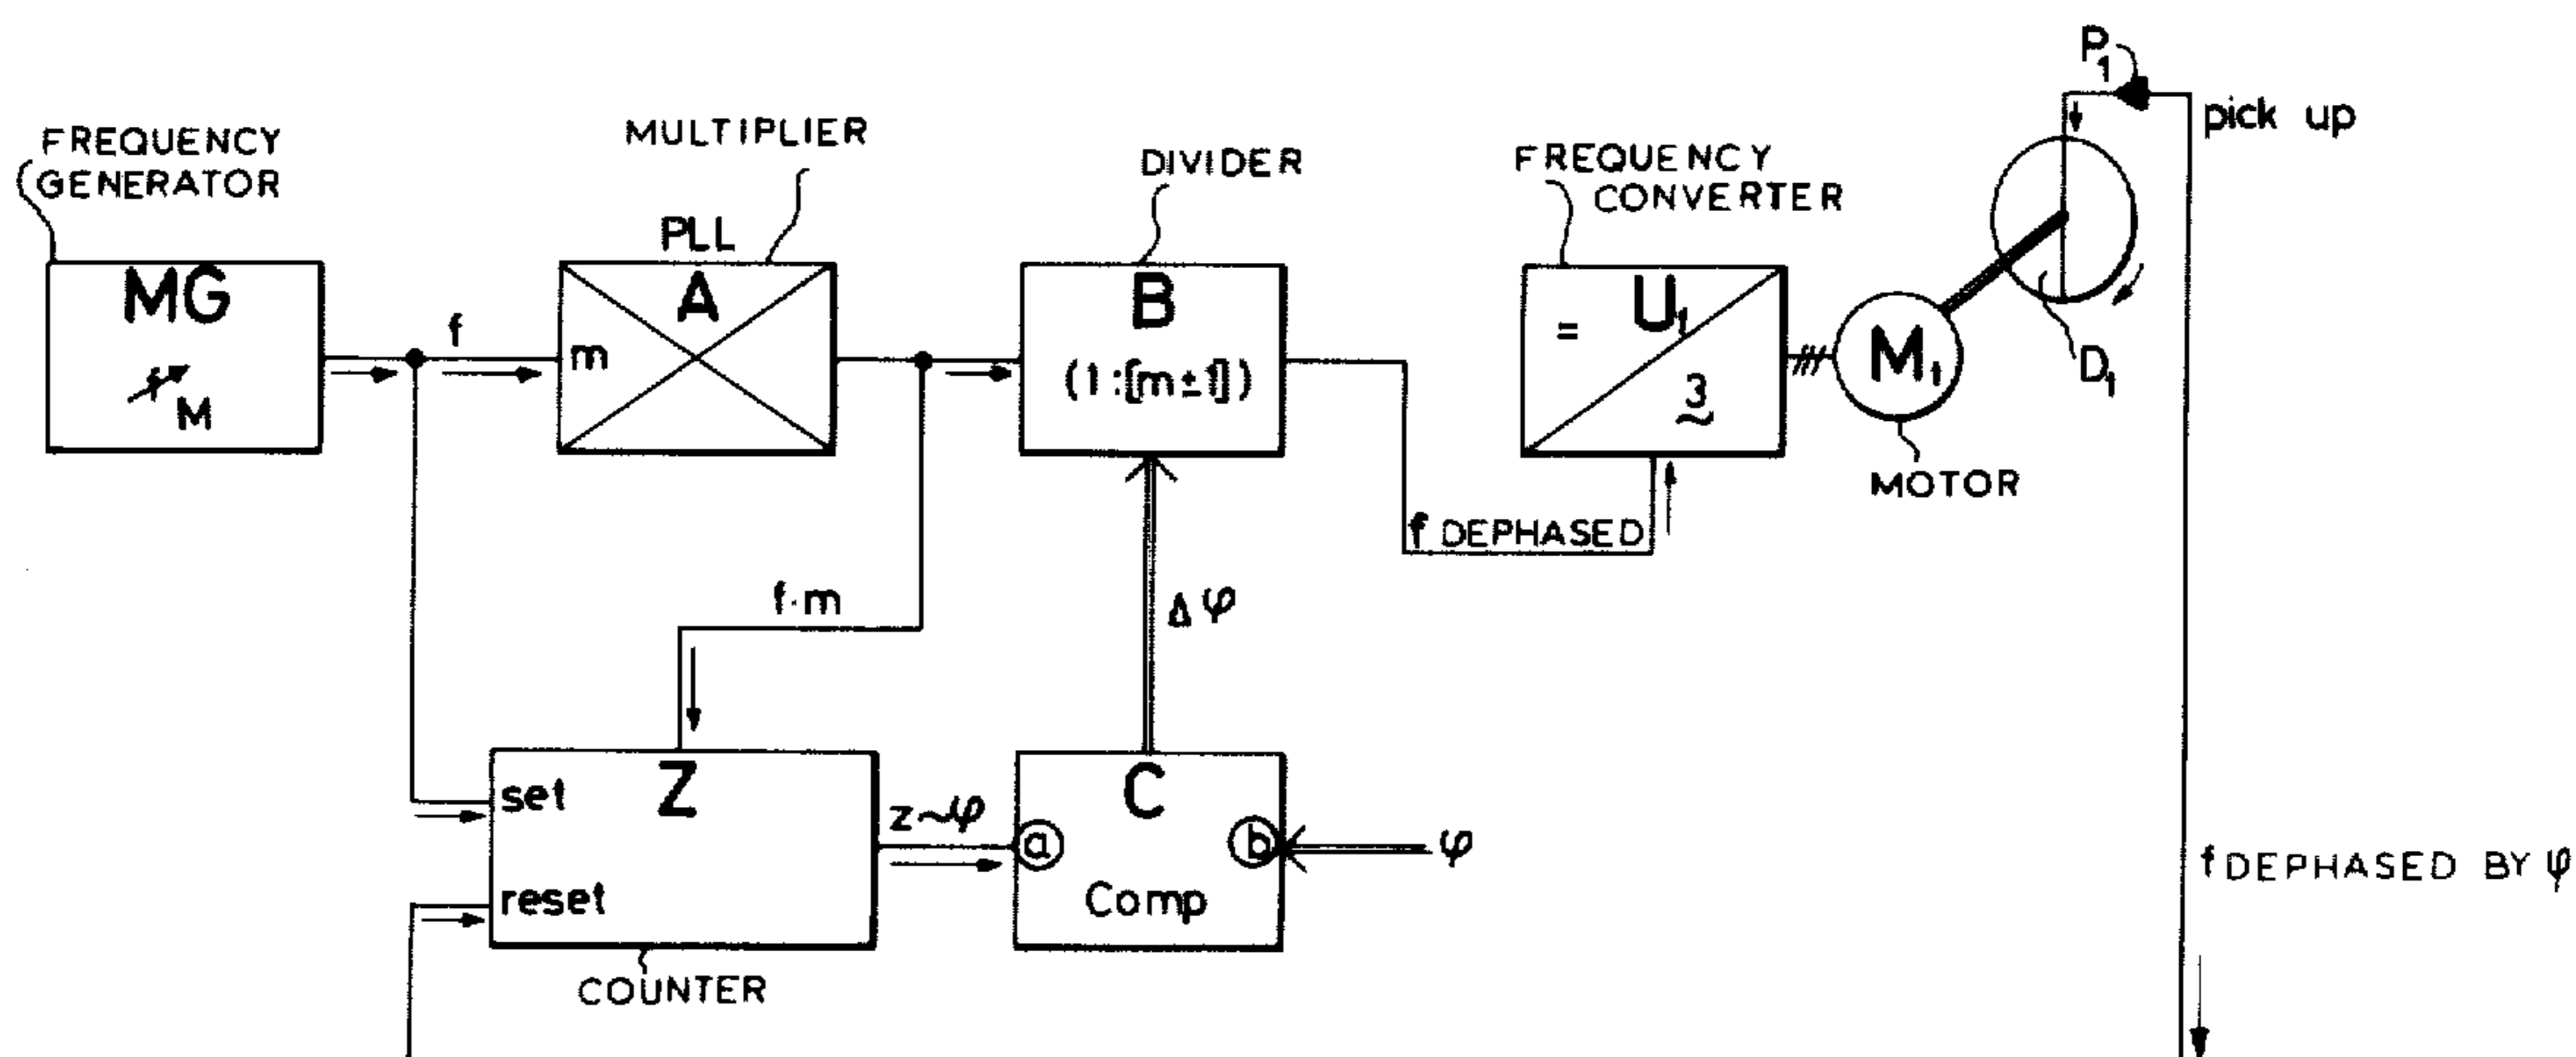 P1
pick up
FREQUENCY
GENERATOR
MULTIPLIER
DIVIDER
FREQUENCY
CONVERTER
PLL
MG
f
M
f
m
A
B
(1:[m±1])
=
U1
3
~
M1
D1
MOTOR
f DEPHASED
f·m
Δφ
set
Z
reset
z~φ
C
a
b
Comp
φ
f DEPHASED BY φ
COUNTER